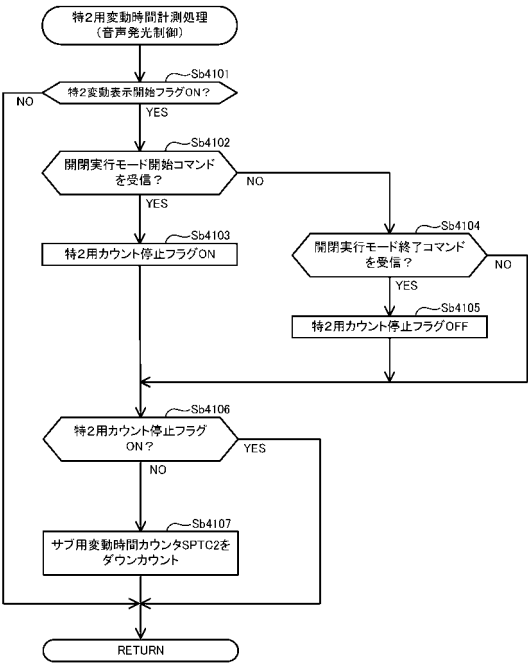 特2用変動時間計測処理
（音声発光制御）
Sb4101
特2変動表示開始フラグON？
NO
YES
Sb4102
開閉実行モード開始コマンド
を受信？
NO
YES
Sb4103
特2用カウント停止フラグON
Sb4104
開閉実行モード終了コマンド
を受信？
NO
YES
Sb4105
特2用カウント停止フラグOFF
Sb4106
特2用カウント停止フラグ
ON？
YES
NO
Sb4107
サブ用変動時間カウンタSPTC2を
ダウンカウント
RETURN